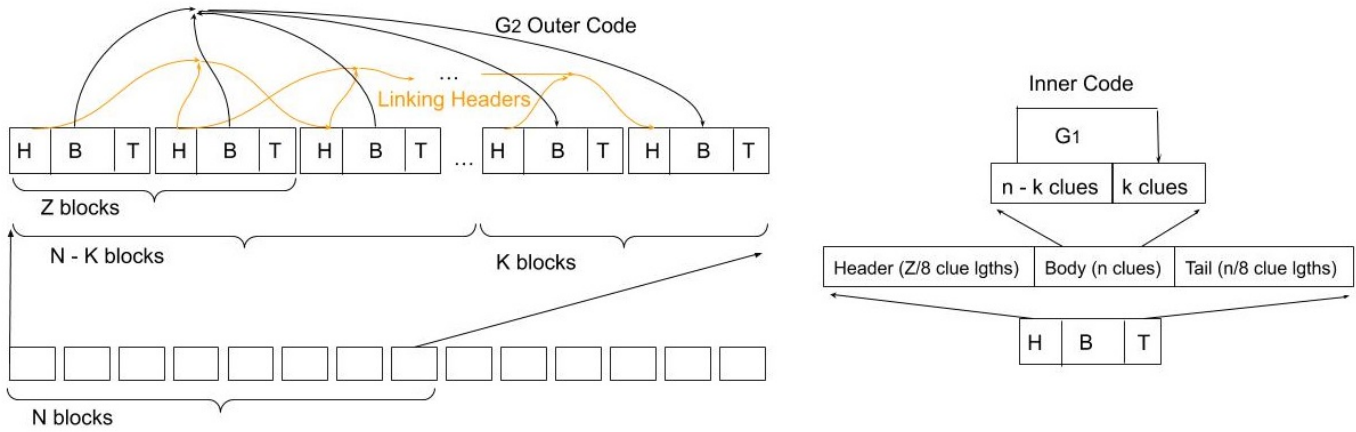 G2 Outer Code
...
Linking Headers
H B T H B T H B T ... H B T H B T
Z blocks
N - K blocks
K blocks
N blocks
Inner Code
G1
n - k clues k clues
Header (Z/8 clue lgths) Body (n clues) Tail (n/8 clue lgths)
H B T